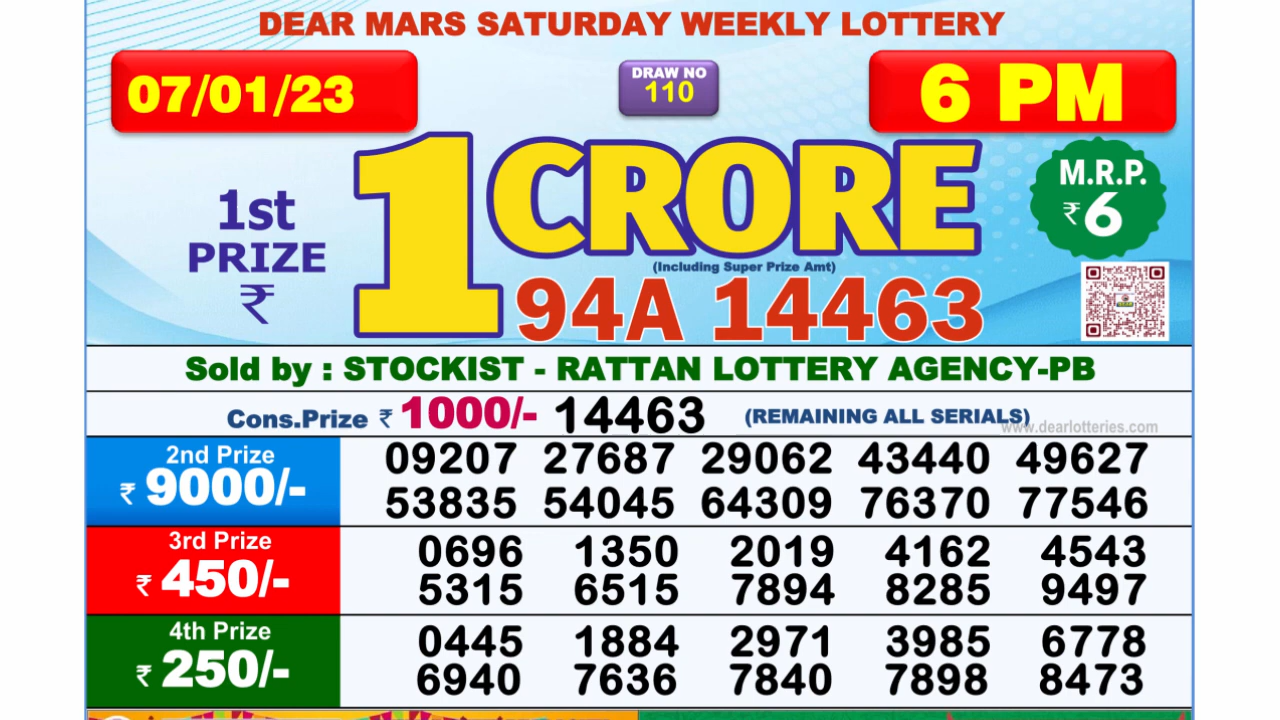 DEAR MARS SATURDAY WEEKLY LOTTERY
07/01/23
DRAW NO
110
6 PM
1st
PRIZE
₹
1 CRORE
(Including Super Prize Amt)
94A 14463
M.R.P.
₹ 6
Sold by : STOCKIST - RATTAN LOTTERY AGENCY-PB
Cons.Prize ₹ 1000/- 14463 (REMAINING ALL SERIALS)
www.dearlotteries.com
2nd Prize
₹ 9000/-
09207 27687 29062 43440 49627
53835 54045 64309 76370 77546
3rd Prize
₹ 450/-
0696 1350 2019 4162 4543
5315 6515 7894 8285 9497
4th Prize
₹ 250/-
0445 1884 2971 3985 6778
6940 7636 7840 7898 8473